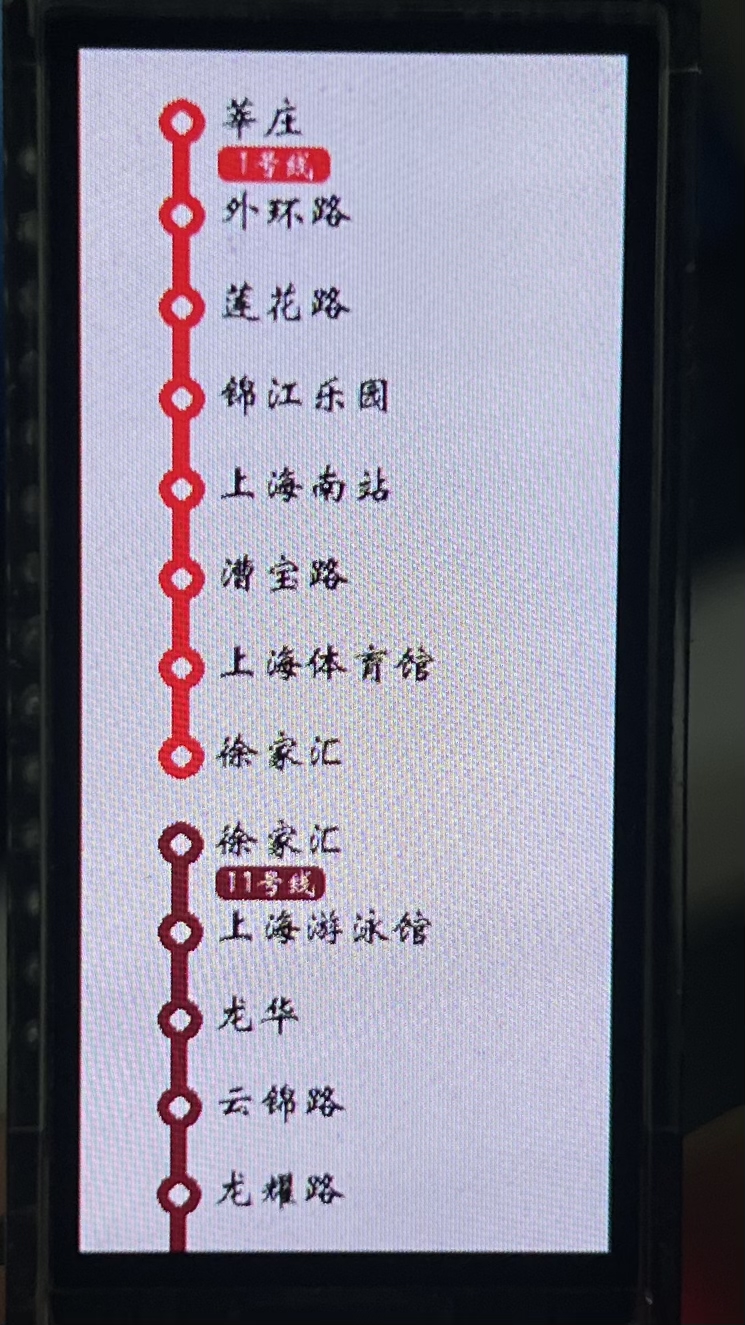 莘庄
1号线
外环路
莲花路
锦江乐园
上海南站
漕宝路
上海体育馆
徐家汇
徐家汇
11号线
上海游泳馆
龙华
云锦路
龙耀路